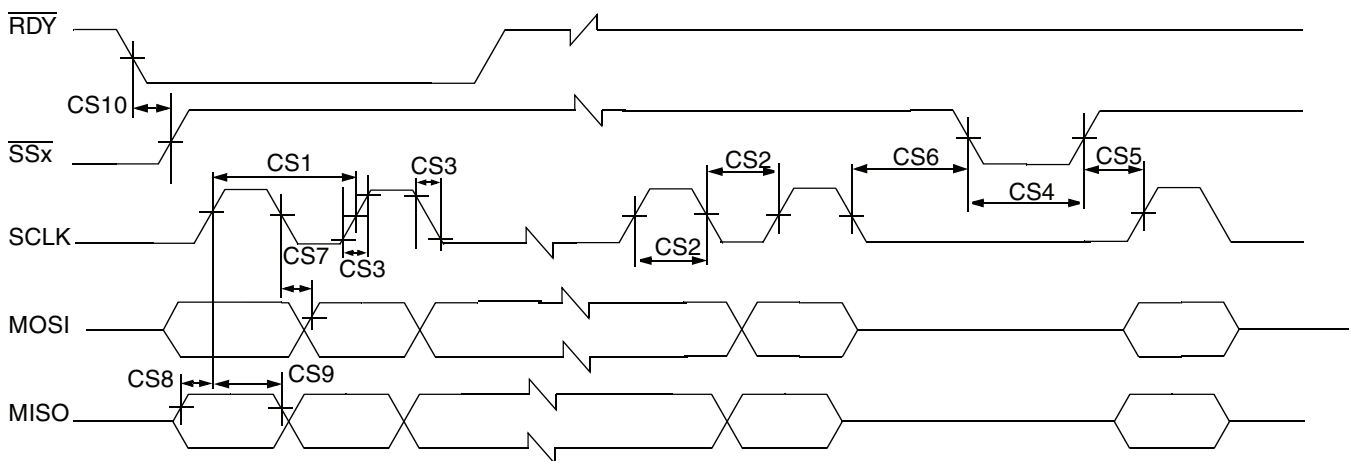 RDY
CS10
SSx
CS1
CS3
CS2
CS6
CS5
CS4
SCLK
CS7
CS3
CS2
MOSI
CS8
CS9
MISO